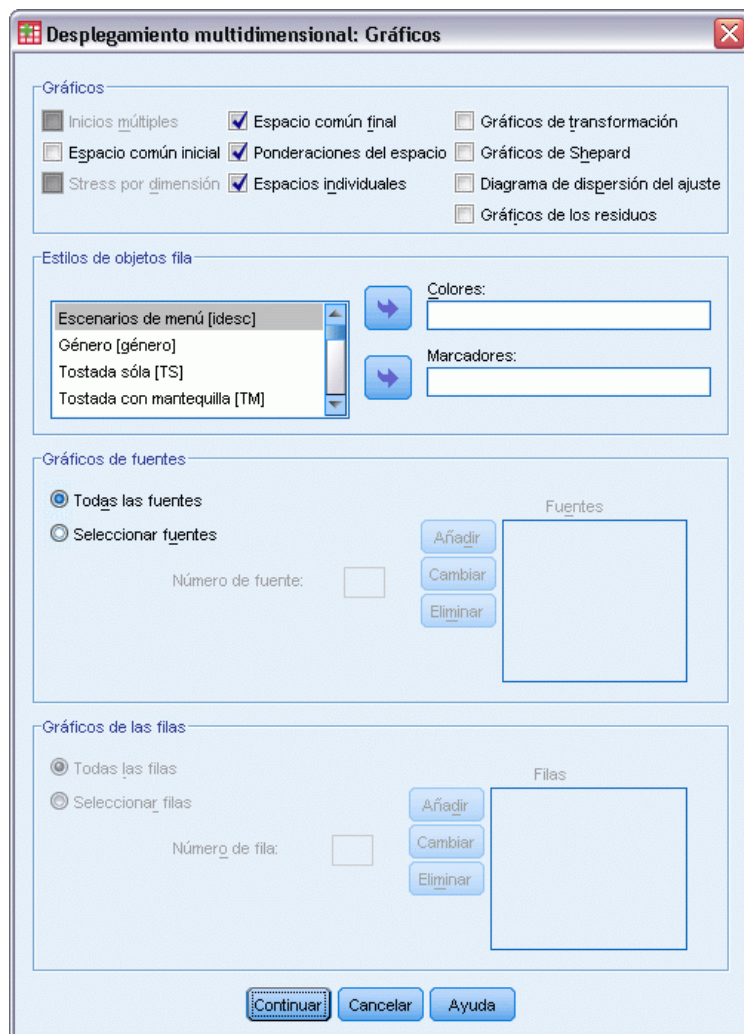 Desplegamiento multidimensional: Gráficos
Gráficos
Inicios múltiples
Espacio común final
Gráficos de transformación
Espacio común inicial
Ponderaciones del espacio
Gráficos de Shepard
Stress por dimensión
Espacios individuales
Diagrama de dispersión del ajuste
Gráficos de los residuos
Estilos de objetos fila
Escenarios de menú [idesc]
Género [género]
Tostada sóla [TS]
Tostada con mantequilla [TM]
Colores:
Marcadores:
Gráficos de fuentes
Todas las fuentes
Seleccionar fuentes
Número de fuente:
Fuentes
Añadir
Cambiar
Eliminar
Gráficos de las filas
Todas las filas
Seleccionar filas
Número de fila:
Filas
Añadir
Cambiar
Eliminar
Continuar
Cancelar
Ayuda